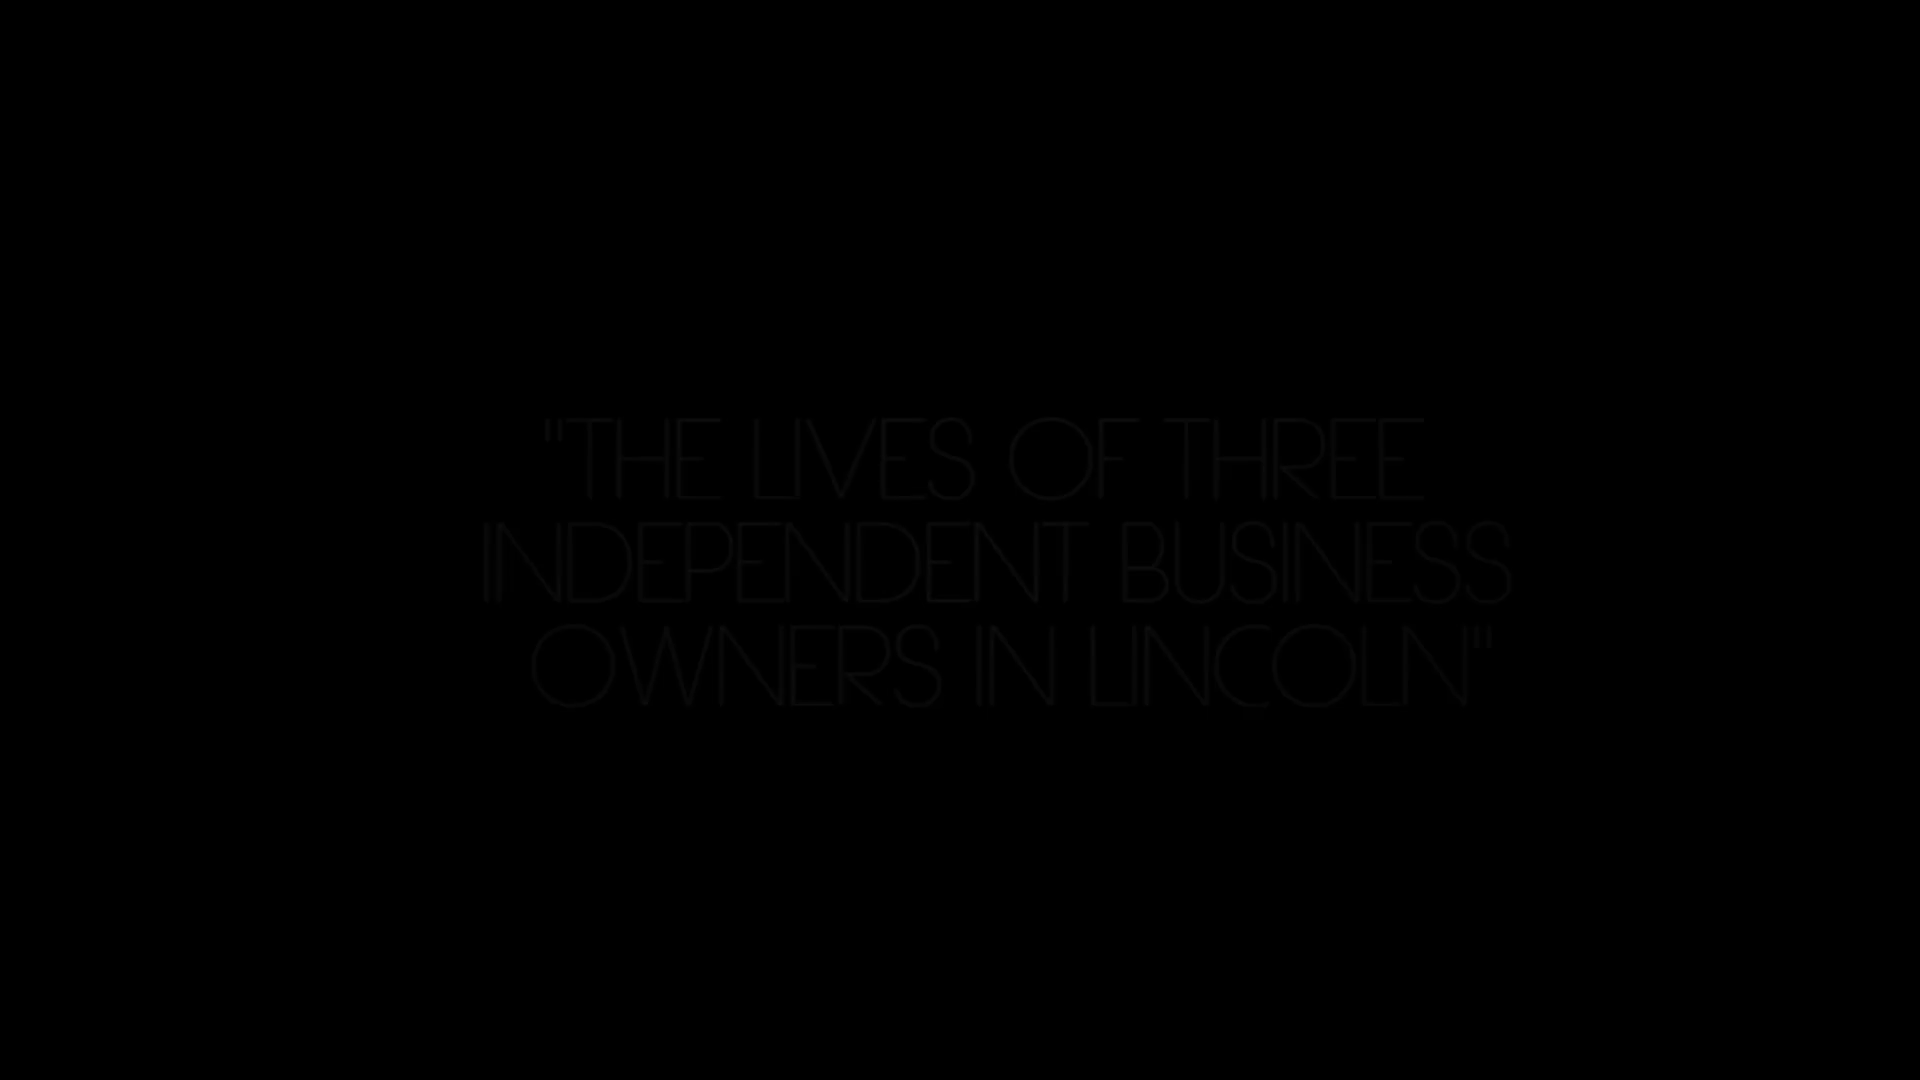 "THE LIVES OF THREE
INDEPENDENT BUSINESS
OWNERS IN LINCOLN"